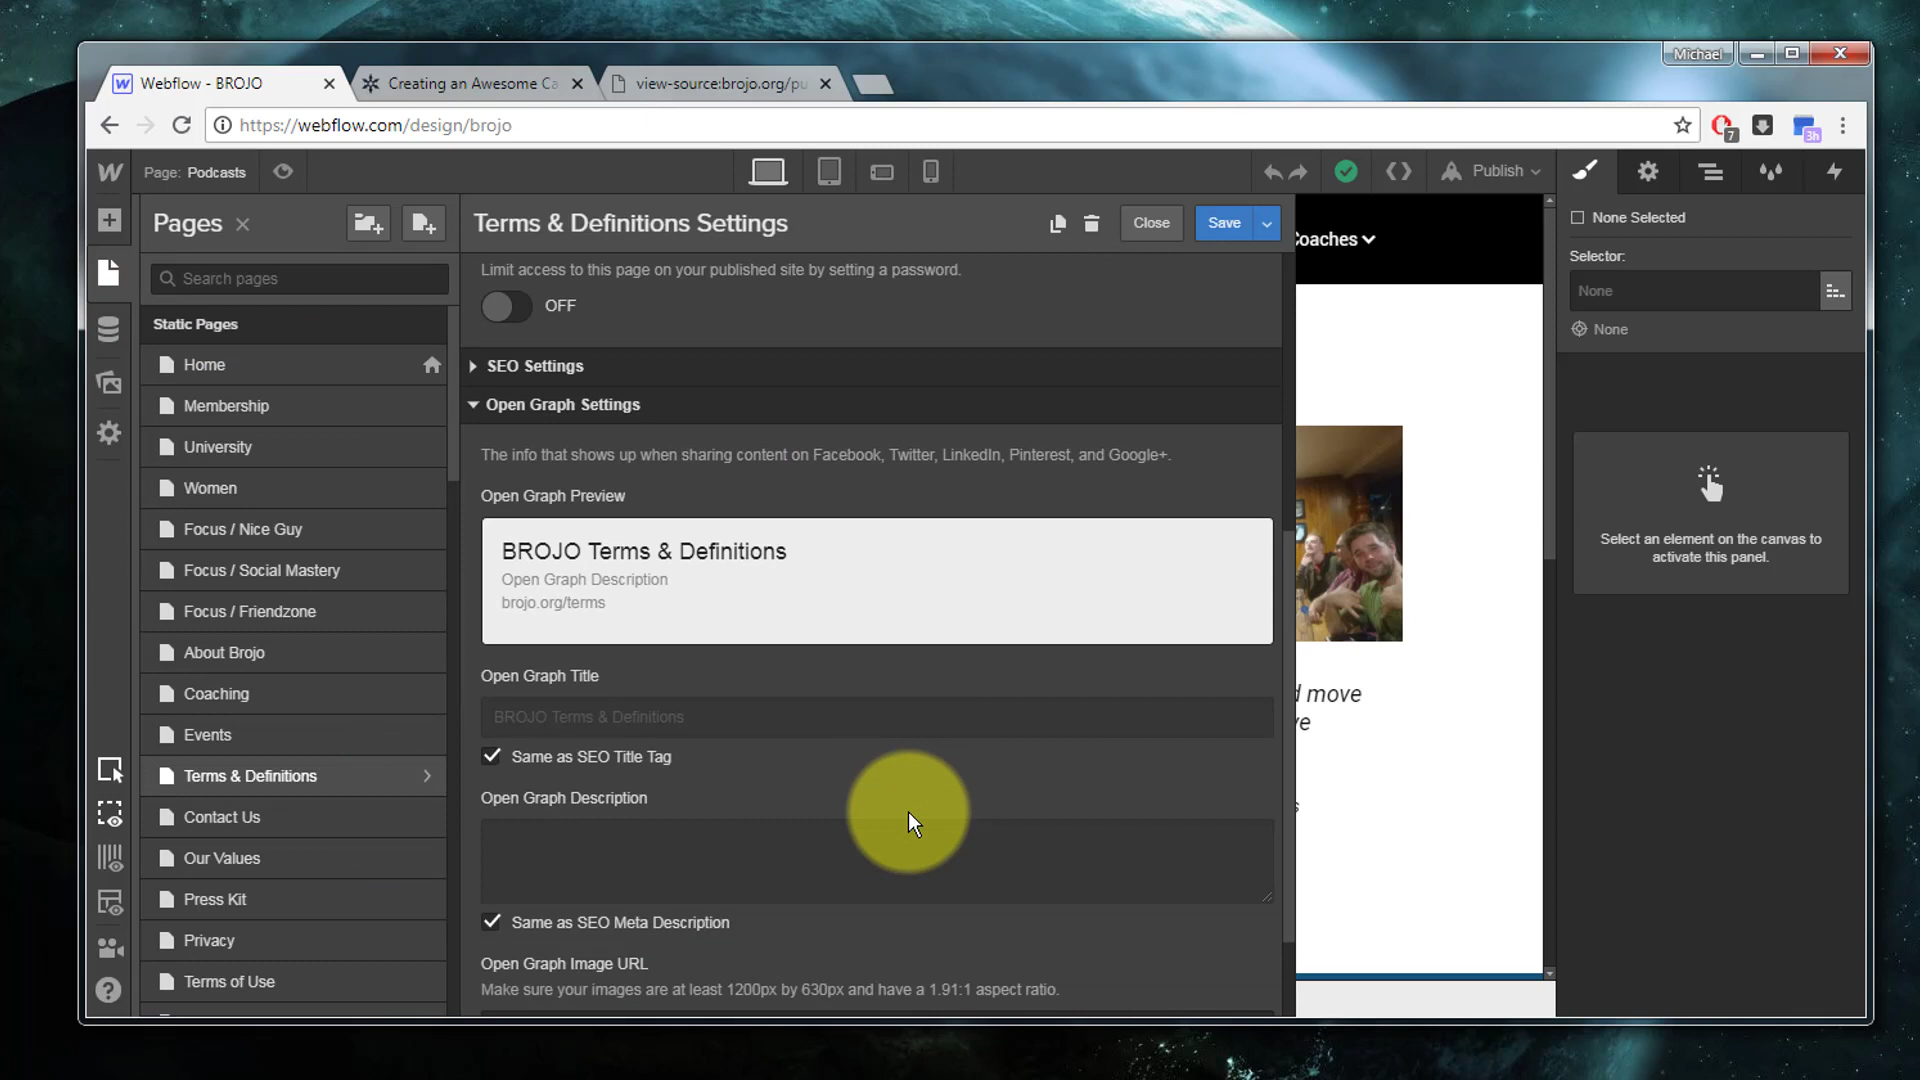 Michael
Webflow - BROJO
Creating an Awesome Ca
view-source:brojo.org/pu
https://webflow.com/design/brojo
7
3h
Page: Podcasts
Publish
Pages
Terms & Definitions Settings
Close
Save
Coaches
None Selected
Search pages
Limit access to this page on your published site by setting a password.
OFF
Selector:
None
None
Static Pages
Home
Membership
University
Women
Focus / Nice Guy
Focus / Social Mastery
Focus / Friendzone
About Brojo
Coaching
Events
Terms & Definitions
Contact Us
Our Values
Press Kit
Privacy
Terms of Use
SEO Settings
Open Graph Settings
The info that shows up when sharing content on Facebook, Twitter, LinkedIn, Pinterest, and Google+.
Open Graph Preview
BROJO Terms & Definitions
Open Graph Description
brojo.org/terms
Open Graph Title
BROJO Terms & Definitions
Same as SEO Title Tag
Open Graph Description
Same as SEO Meta Description
Open Graph Image URL
Make sure your images are at least 1200px by 630px and have a 1.91:1 aspect ratio.
d move
ve
s
Select an element on the canvas to
activate this panel.